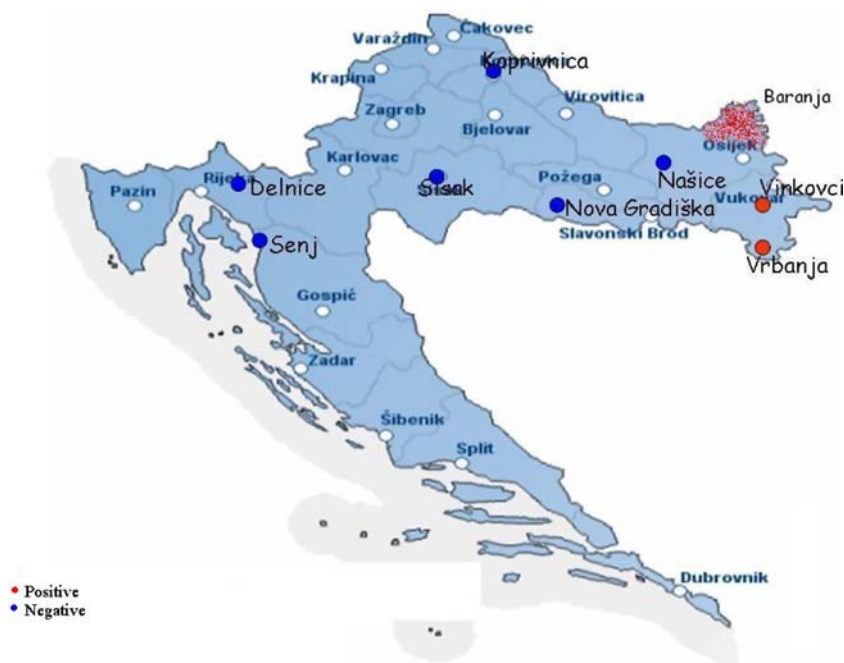 Čakovec
Varaždin
Koprivnica
Krapina
Baranja
Virovitica
Zagreb
Bjelovar
Osijek
Karlovac
Našice
Rijeka
Delnice
Sisak
Požega
Pazin
Vinkovci
Vukovar
Nova Gradiška
Slavonski Brod
Senj
Vrbanja
Gospić
Zadar
Šibenik
Split
Dubrovnik
Positive
Negative